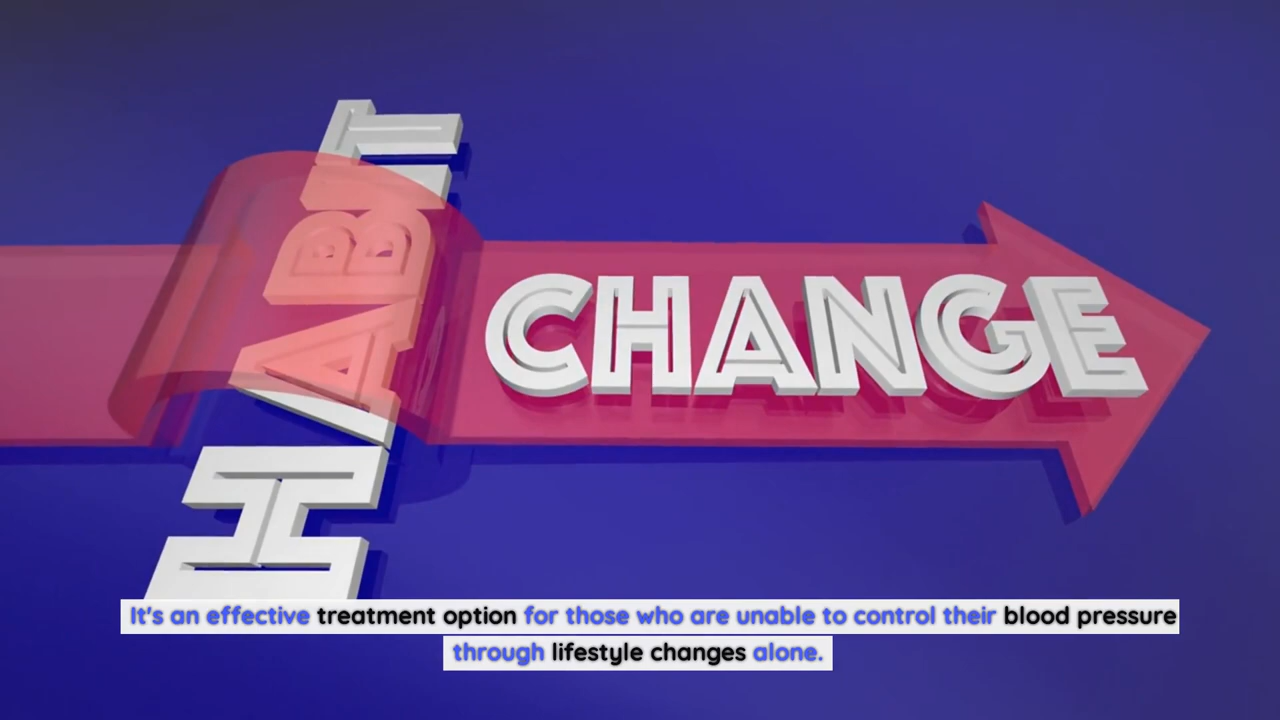 HABIT
CHANGE
It's an effective treatment option for those who are unable to control their blood pressure
through lifestyle changes alone.